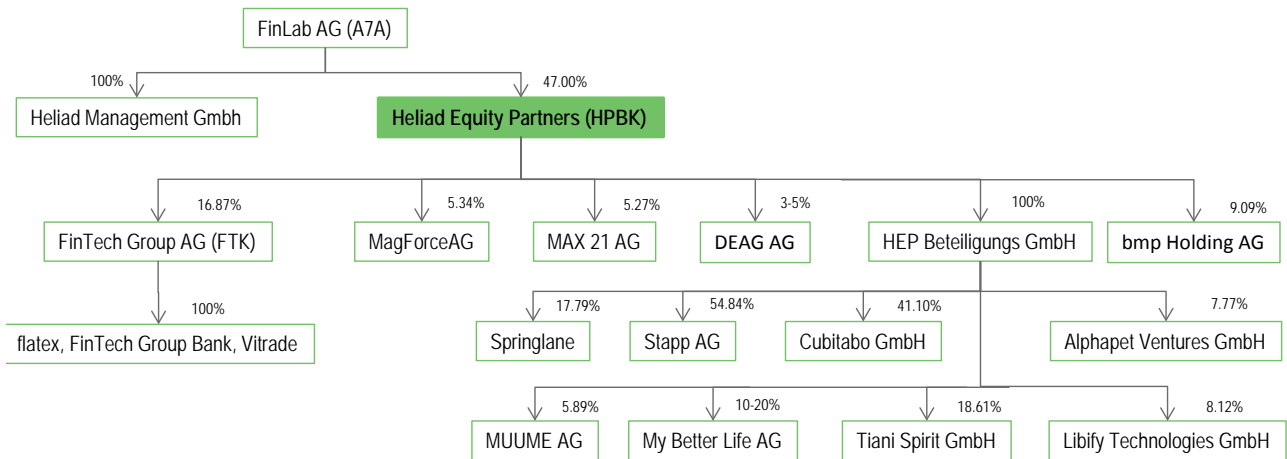 FinLab AG (A7A)
100%
47.00%
Heliad Management Gmbh
Heliad Equity Partners (HPBK)
16.87%
5.34%
5.27%
3-5%
100%
9.09%
FinTech Group AG (FTK)
MagForceAG
MAX 21 AG
DEAG AG
HEP Beteiligungs GmbH
bmp Holding AG
100%
17.79%
54.84%
41.10%
7.77%
flatex, FinTech Group Bank, Vitrade
Springlane
Stapp AG
Cubitabo GmbH
Alphapet Ventures GmbH
5.89%
10-20%
18.61%
8.12%
MUUME AG
My Better Life AG
Tiani Spirit GmbH
Libify Technologies GmbH